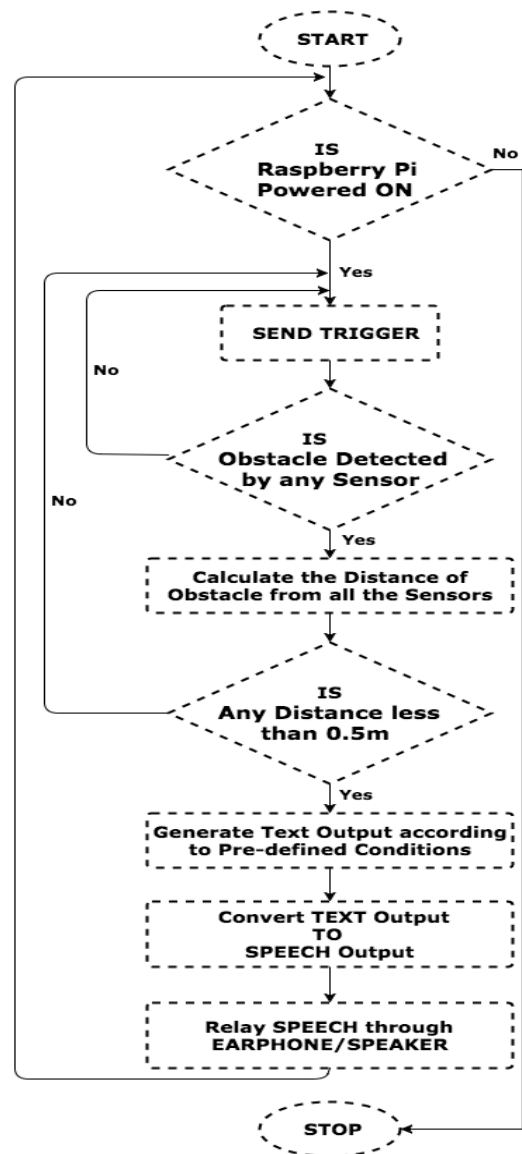 START
IS
Raspberry Pi
Powered ON
No
Yes
SEND TRIGGER
No
IS
Obstacle Detected
by any Sensor
No
Yes
Calculate the Distance of
Obstacle from all the Sensors
IS
Any Distance less
than 0.5m
Yes
Generate Text Output according
to Pre-defined Conditions
Convert TEXT Output
TO
SPEECH Output
Relay SPEECH through
EARPHONE/SPEAKER
STOP